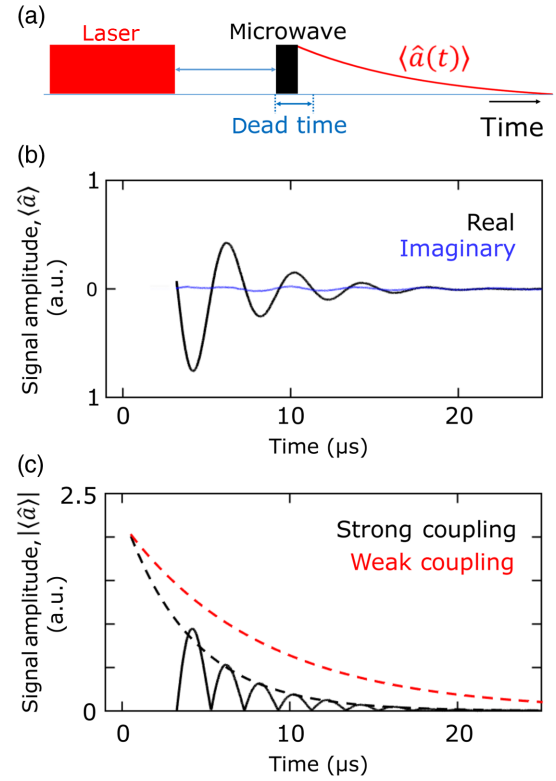 (a)
Laser
Microwave
⟨â(t)⟩
Dead time
Time
(b)
Signal amplitude, ⟨â⟩
(a.u.)
1
0
1
Real
Imaginary
0
10
20
Time (μs)
(c)
Signal amplitude, |⟨â⟩|
(a.u.)
2.5
0
Strong coupling
Weak coupling
0
10
20
Time (μs)